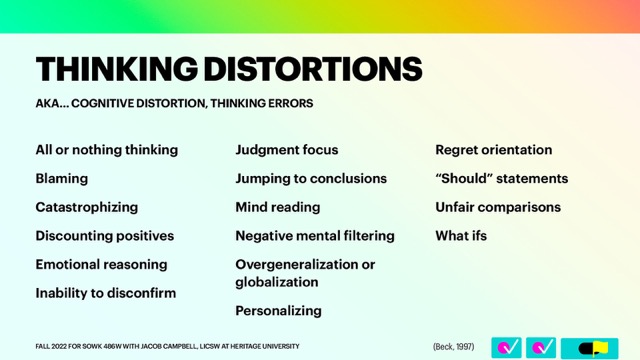 THINKING DISTORTIONS
AKA... COGNITIVE DISTORTION, THINKING ERRORS
All or nothing thinking
Blaming
Catastrophizing
Discounting positives
Emotional reasoning
Inability to disconfirm
Judgment focus
Jumping to conclusions
Mind reading
Negative mental filtering
Overgeneralization or
globalization
Personalizing
Regret orientation
“Should” statements
Unfair comparisons
What ifs
FALL 2022 FOR SOWK 486W WITH JACOB CAMPBELL, LICSW AT HERITAGE UNIVERSITY
(Beck, 1997)